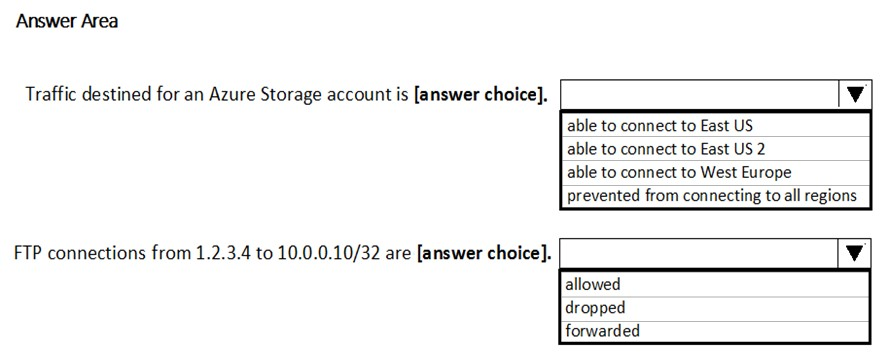 Answer Area
Traffic destined for an Azure Storage account is [answer choice].
able to connect to East US
able to connect to East US 2
able to connect to West Europe
prevented from connecting to all regions
FTP connections from 1.2.3.4 to 10.0.0.10/32 are [answer choice].
allowed
dropped
forwarded